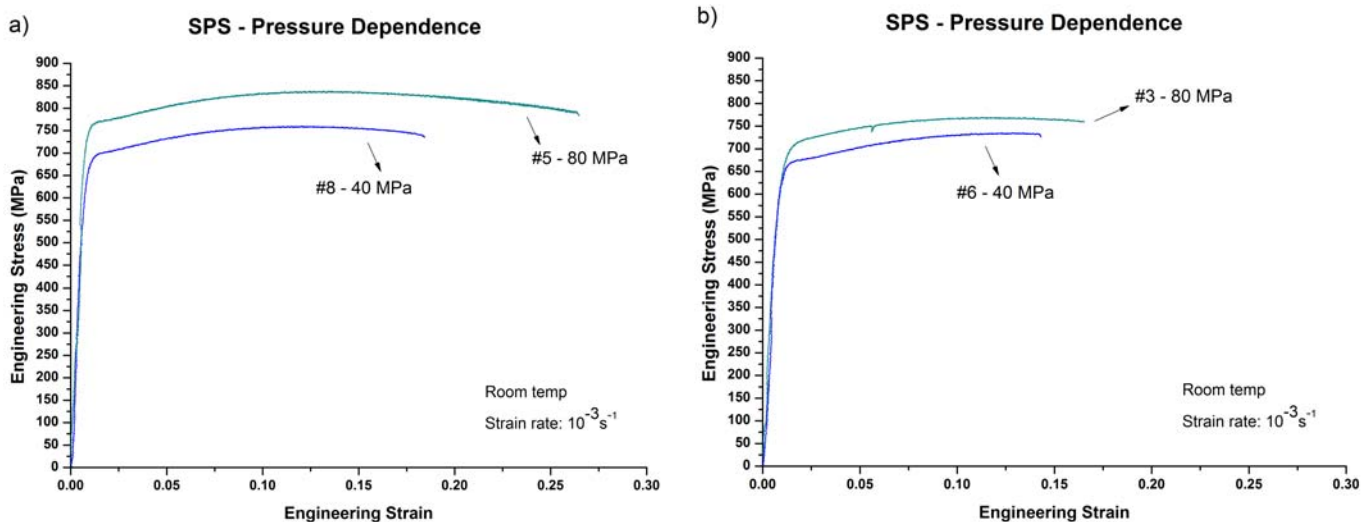 a)
SPS - Pressure Dependence
900
850
800
750
700
650
600
550
500
450
400
350
300
250
200
150
100
50
0
Engineering Stress (MPa)
#5 - 80 MPa
#8 - 40 MPa
Room temp
Strain rate: 10⁻³s⁻¹
0.00 0.05 0.10 0.15 0.20 0.25 0.30
Engineering Strain
b)
SPS - Pressure Dependence
900
850
800
750
700
650
600
550
500
450
400
350
300
250
200
150
100
50
0
Engineering Stress (MPa)
#3 - 80 MPa
#6 - 40 MPa
Room temp
Strain rate: 10⁻³s⁻¹
0.00 0.05 0.10 0.15 0.20 0.25 0.30
Engineering Strain